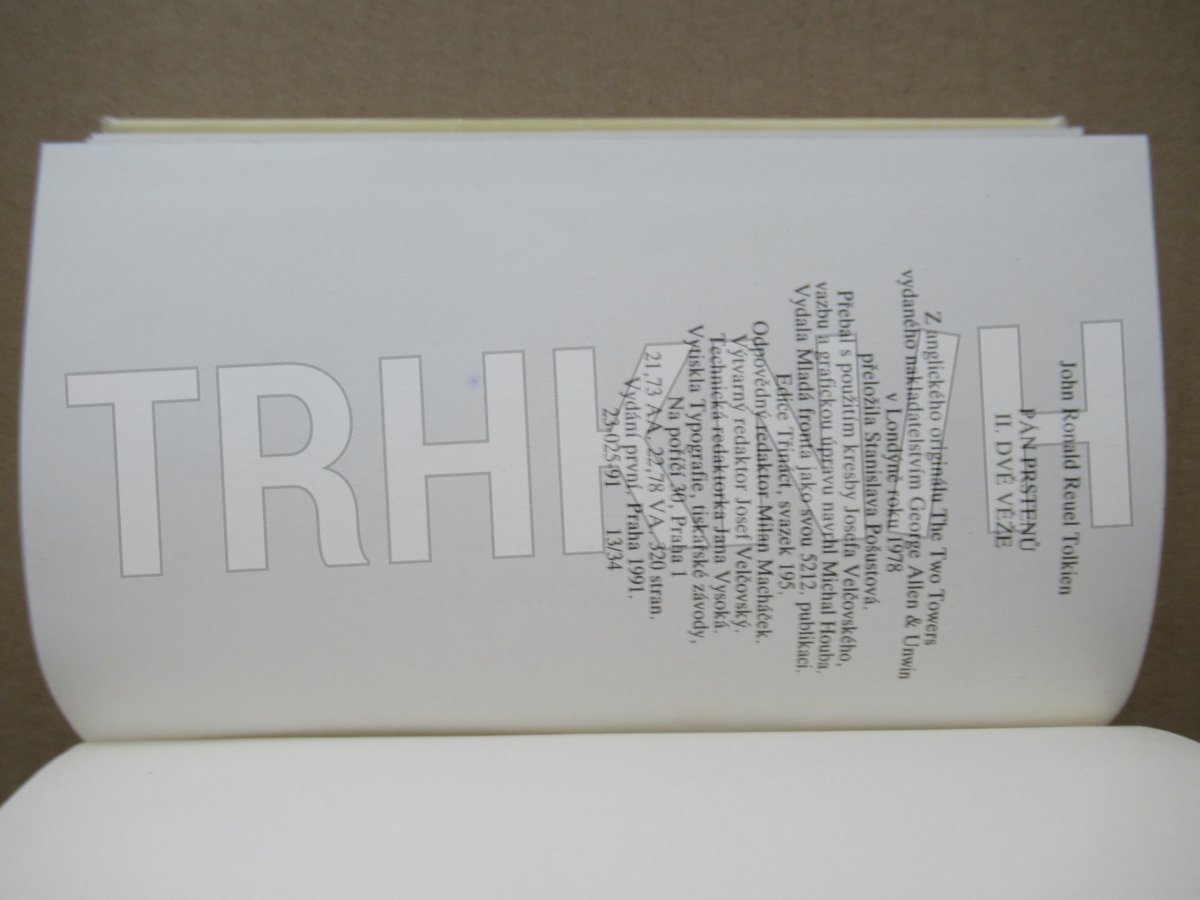 John Ronald Reuel Tolkien
PÁN PRSTENŮ
II. DVĚ VĚŽE
Z anglického originálu The Two Towers
vydaného nakladatelstvím George Allen & Unwin
v Londýně roku 1978
přeložila Stanislava Pošustová.
Přebal s použitím kresby Josefa Velčovského,
vazbu a grafickou úpravu navrhl Michal Houba.
Vydala Mladá fronta jako svou 5212. publikaci.
Edice Třináct, svazek 195.
Odpovědný redaktor Milan Macháček.
Výtvarný redaktor Josef Velčovský.
Technická redaktorka Jana Vysoká.
Vytiskla Typografie, tiskařské závody,
Na poříčí 30, Praha 1
21,73 AA, 22,78 VA. 320 stran.
Vydání první. Praha 1991.
23-025-91 13/34